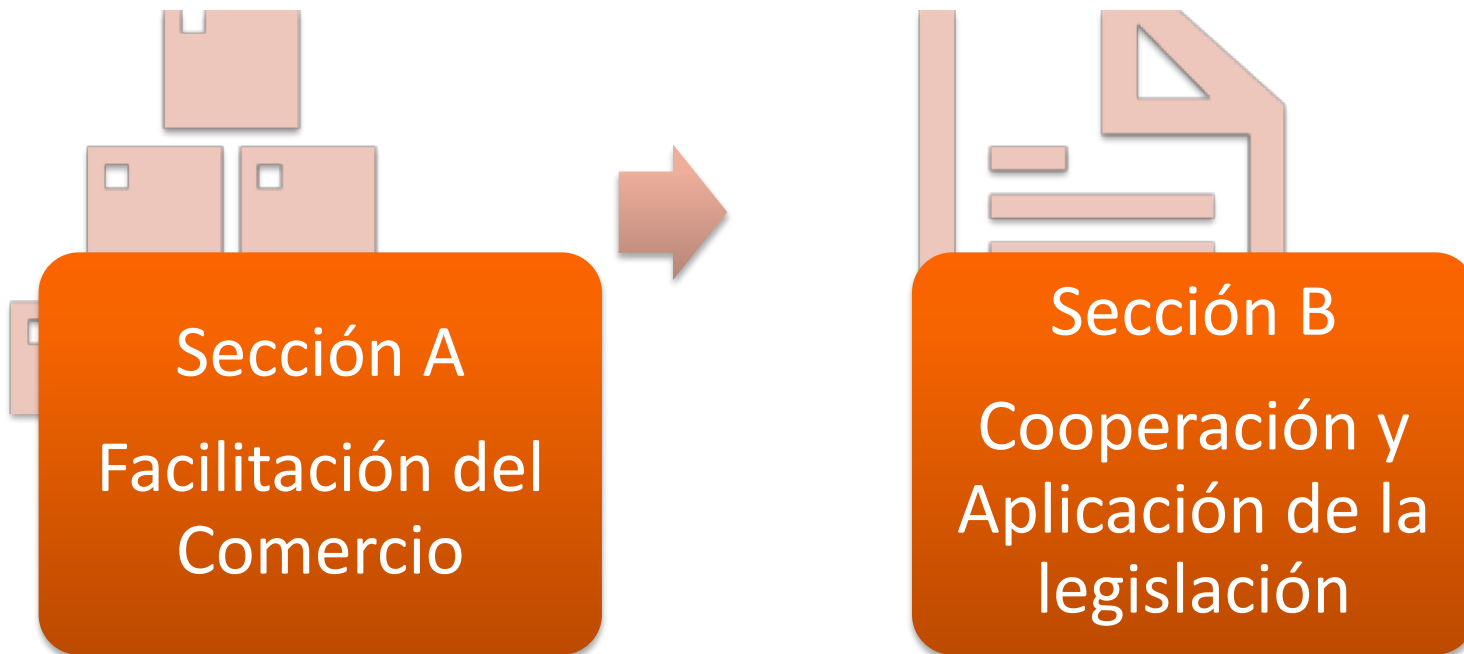 Sección A
Facilitación del
Comercio
Sección B
Cooperación y
Aplicación de la
legislación